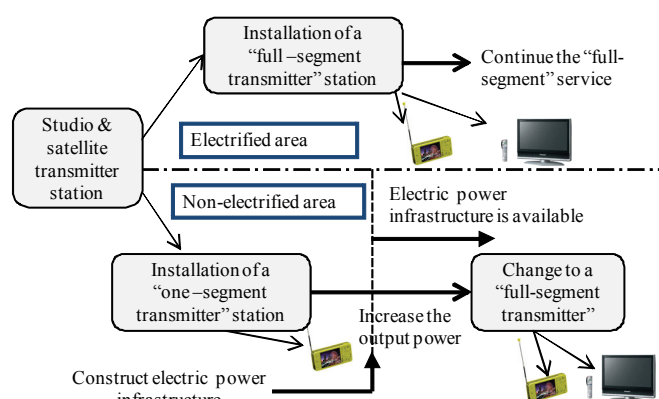 Installation of a
“full –segment
transmitter” station
Continue the “full-
segment” service
Studio &
satellite
transmitter
station
Electrified area
Non-electrified area
Electric power
infrastructure is available
Installation of a
“one –segment
transmitter” station
Change to a
“full-segment
transmitter”
Increase the
output power
Construct electric power
infrastructure